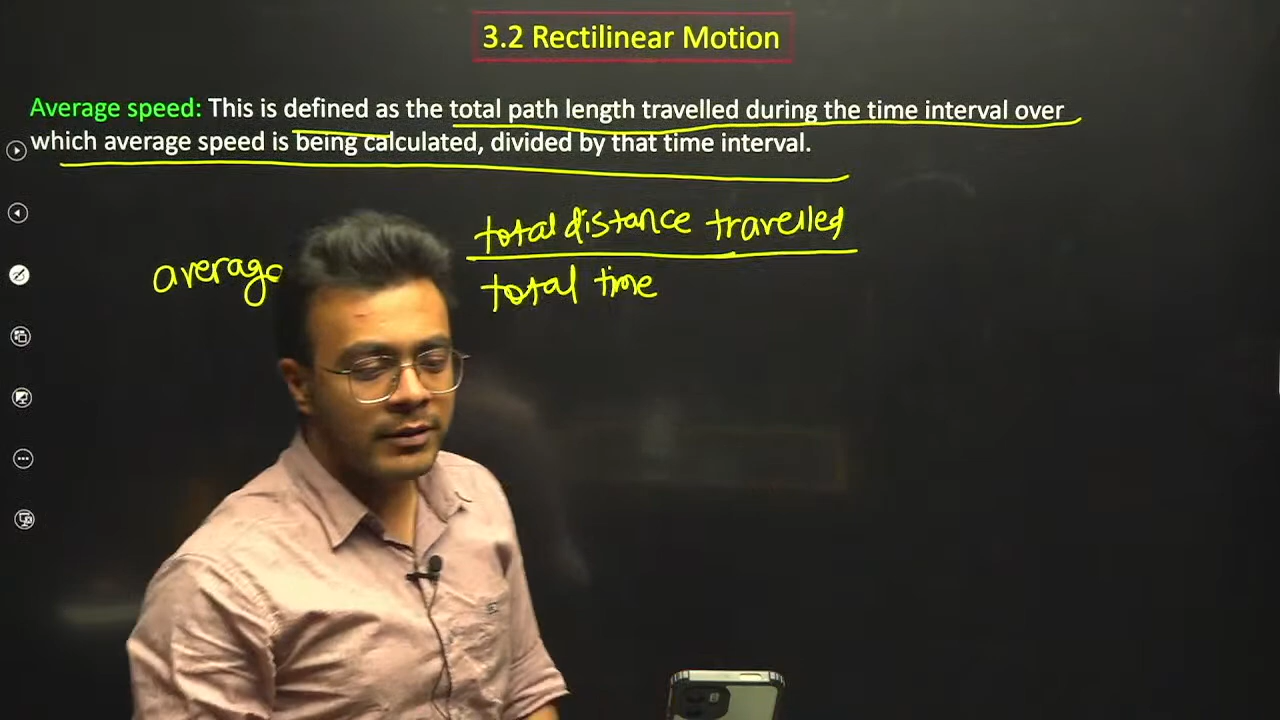 3.2 Rectilinear Motion
Average speed: This is defined as the total path length travelled during the time interval over
which average speed is being calculated, divided by that time interval.
total distance travelled
average
total time